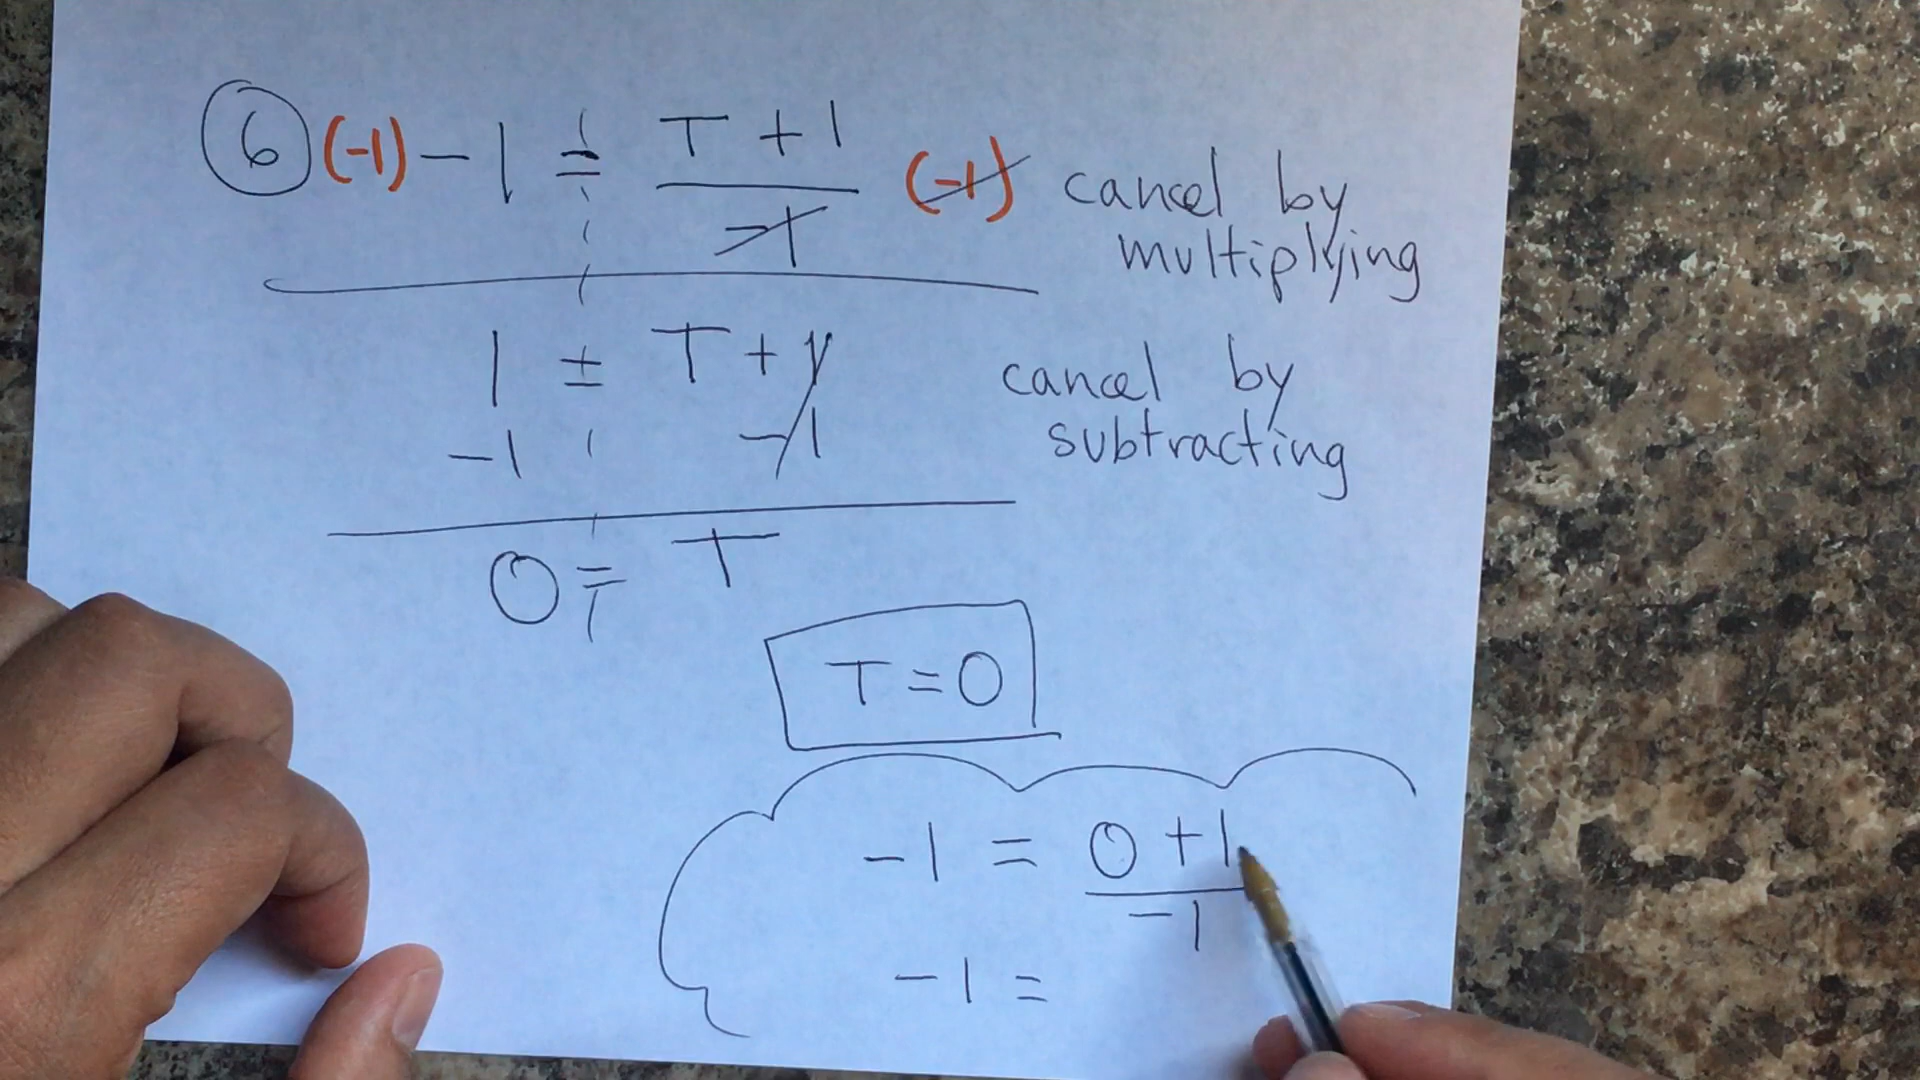 6 (-1) - 1 = T + 1 (-1) cancel by
-1 multiplying
1 = T + 1 cancel by
-1 -1 subtracting
0 = T
T = 0
-1 = 0 + 1
-1
-1 =